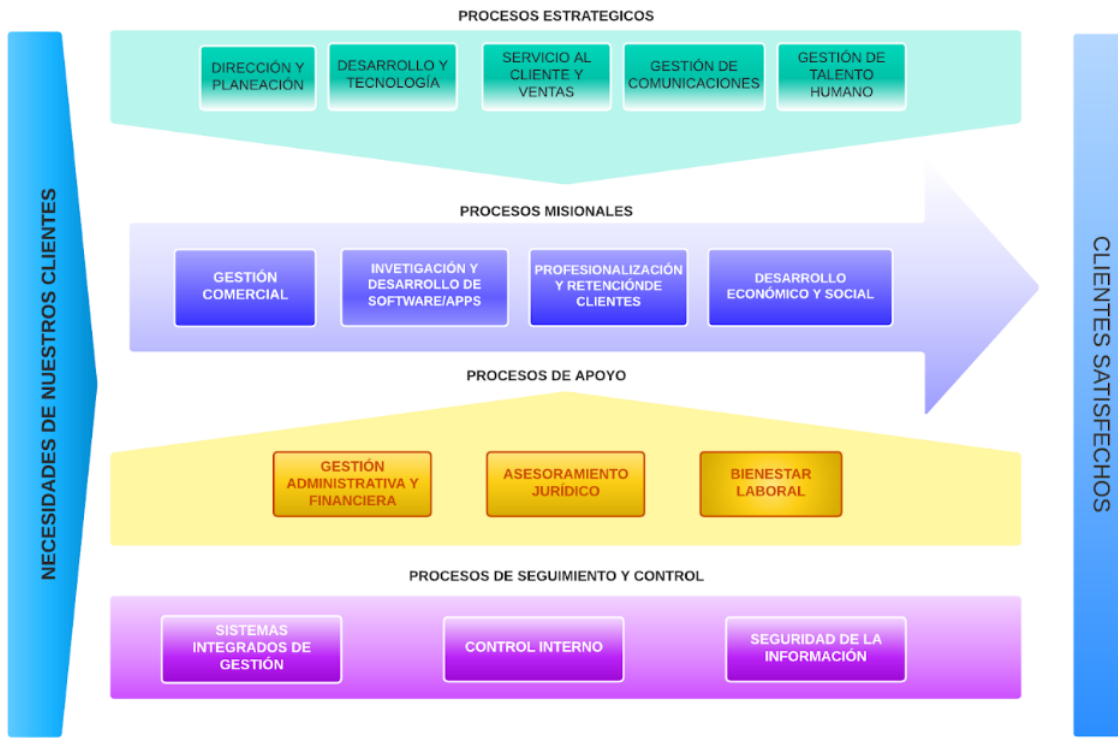 PROCESOS ESTRATEGICOS
DIRECCIÓN Y
PLANEACIÓN
DESARROLLO Y
TECNOLOGÍA
SERVICIO AL
CLIENTE Y
VENTAS
GESTIÓN DE
COMUNICACIONES
GESTIÓN DE
TALENTO
HUMANO
NECESIDADES DE NUESTROS CLIENTES
PROCESOS MISIONALES
GESTIÓN
COMERCIAL
INVETIGACIÓN Y
DESARROLLO DE
SOFTWARE/APPS
PROFESIONALIZACIÓN
Y RETENCIÓNDE
CLIENTES
DESARROLLO
ECONÓMICO Y SOCIAL
CLIENTES SATISFECHOS
PROCESOS DE APOYO
GESTIÓN
ADMINISTRATIVA Y
FINANCIERA
ASESORAMIENTO
JURÍDICO
BIENESTAR
LABORAL
PROCESOS DE SEGUIMIENTO Y CONTROL
SISTEMAS
INTEGRADOS DE
GESTIÓN
CONTROL INTERNO
SEGURIDAD DE LA
INFORMACIÓN